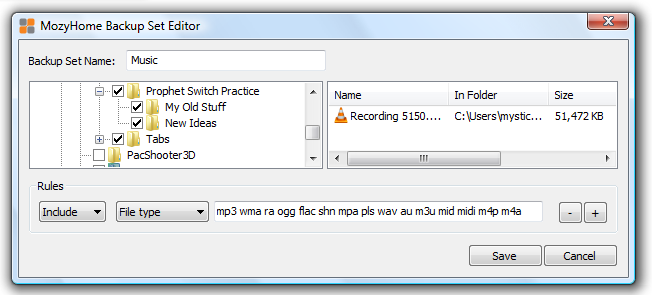 MozyHome Backup Set Editor
Backup Set Name: Music
Prophet Switch Practice
My Old Stuff
New Ideas
Tabs
PacShooter3D
Name In Folder Size
Recording 5150.... C:\Users\mystic... 51,472 KB
Rules
Include File type mp3 wma ra ogg flac shn mpa pls wav au m3u mid midi m4p m4a - +
Save Cancel